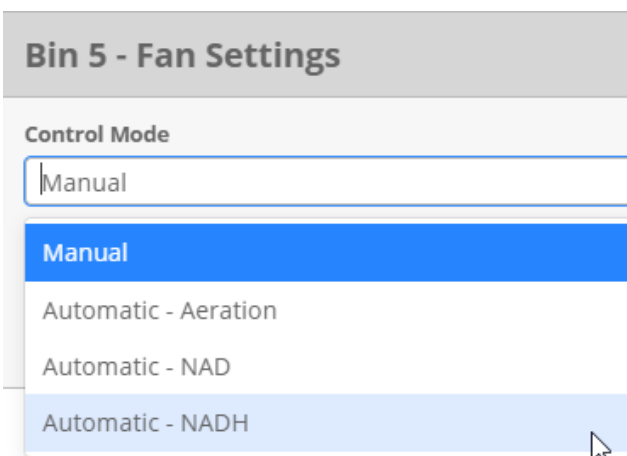 Bin 5 - Fan Settings
Control Mode
Manual
Manual
Automatic - Aeration
Automatic - NAD
Automatic - NADH